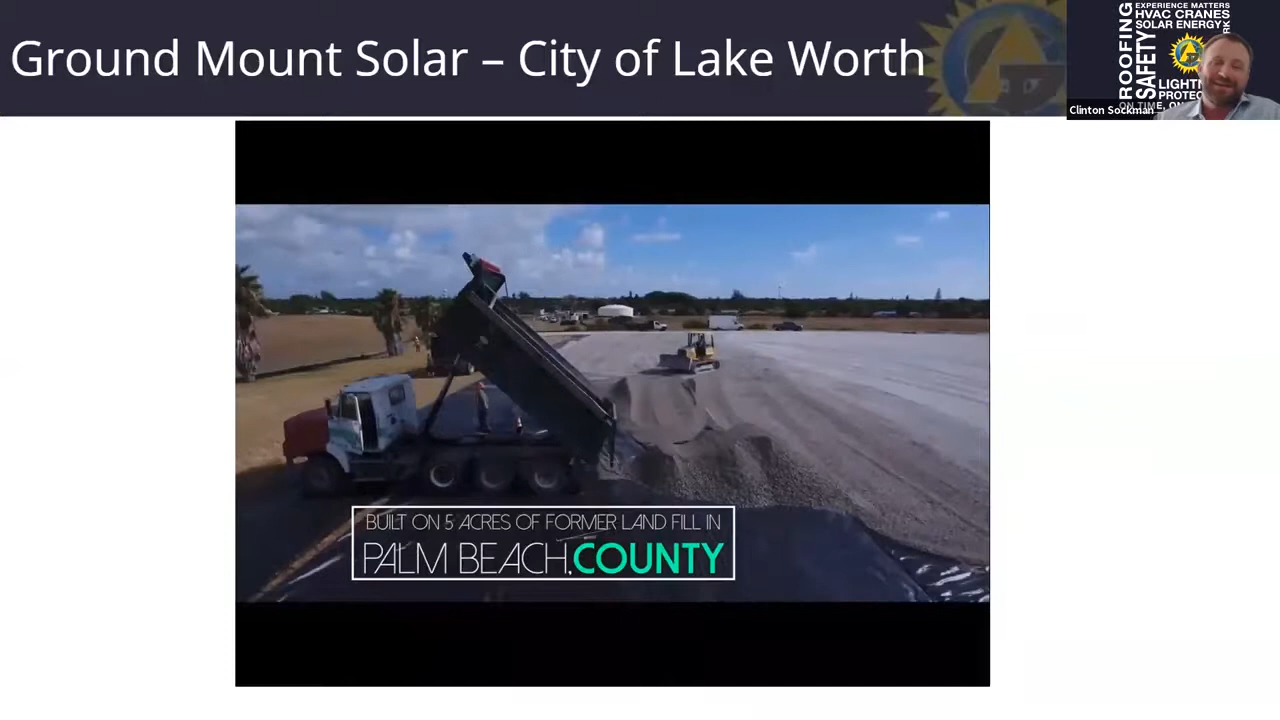 Ground Mount Solar – City of Lake Worth
ROOFING
SAFETY
EXPERIENCE MATTERS
HVAC CRANES
SOLAR ENERGY
Clinton Sockman
BUILT ON 5 ACRES OF FORMER LAND FILL IN
PALM BEACH,COUNTY